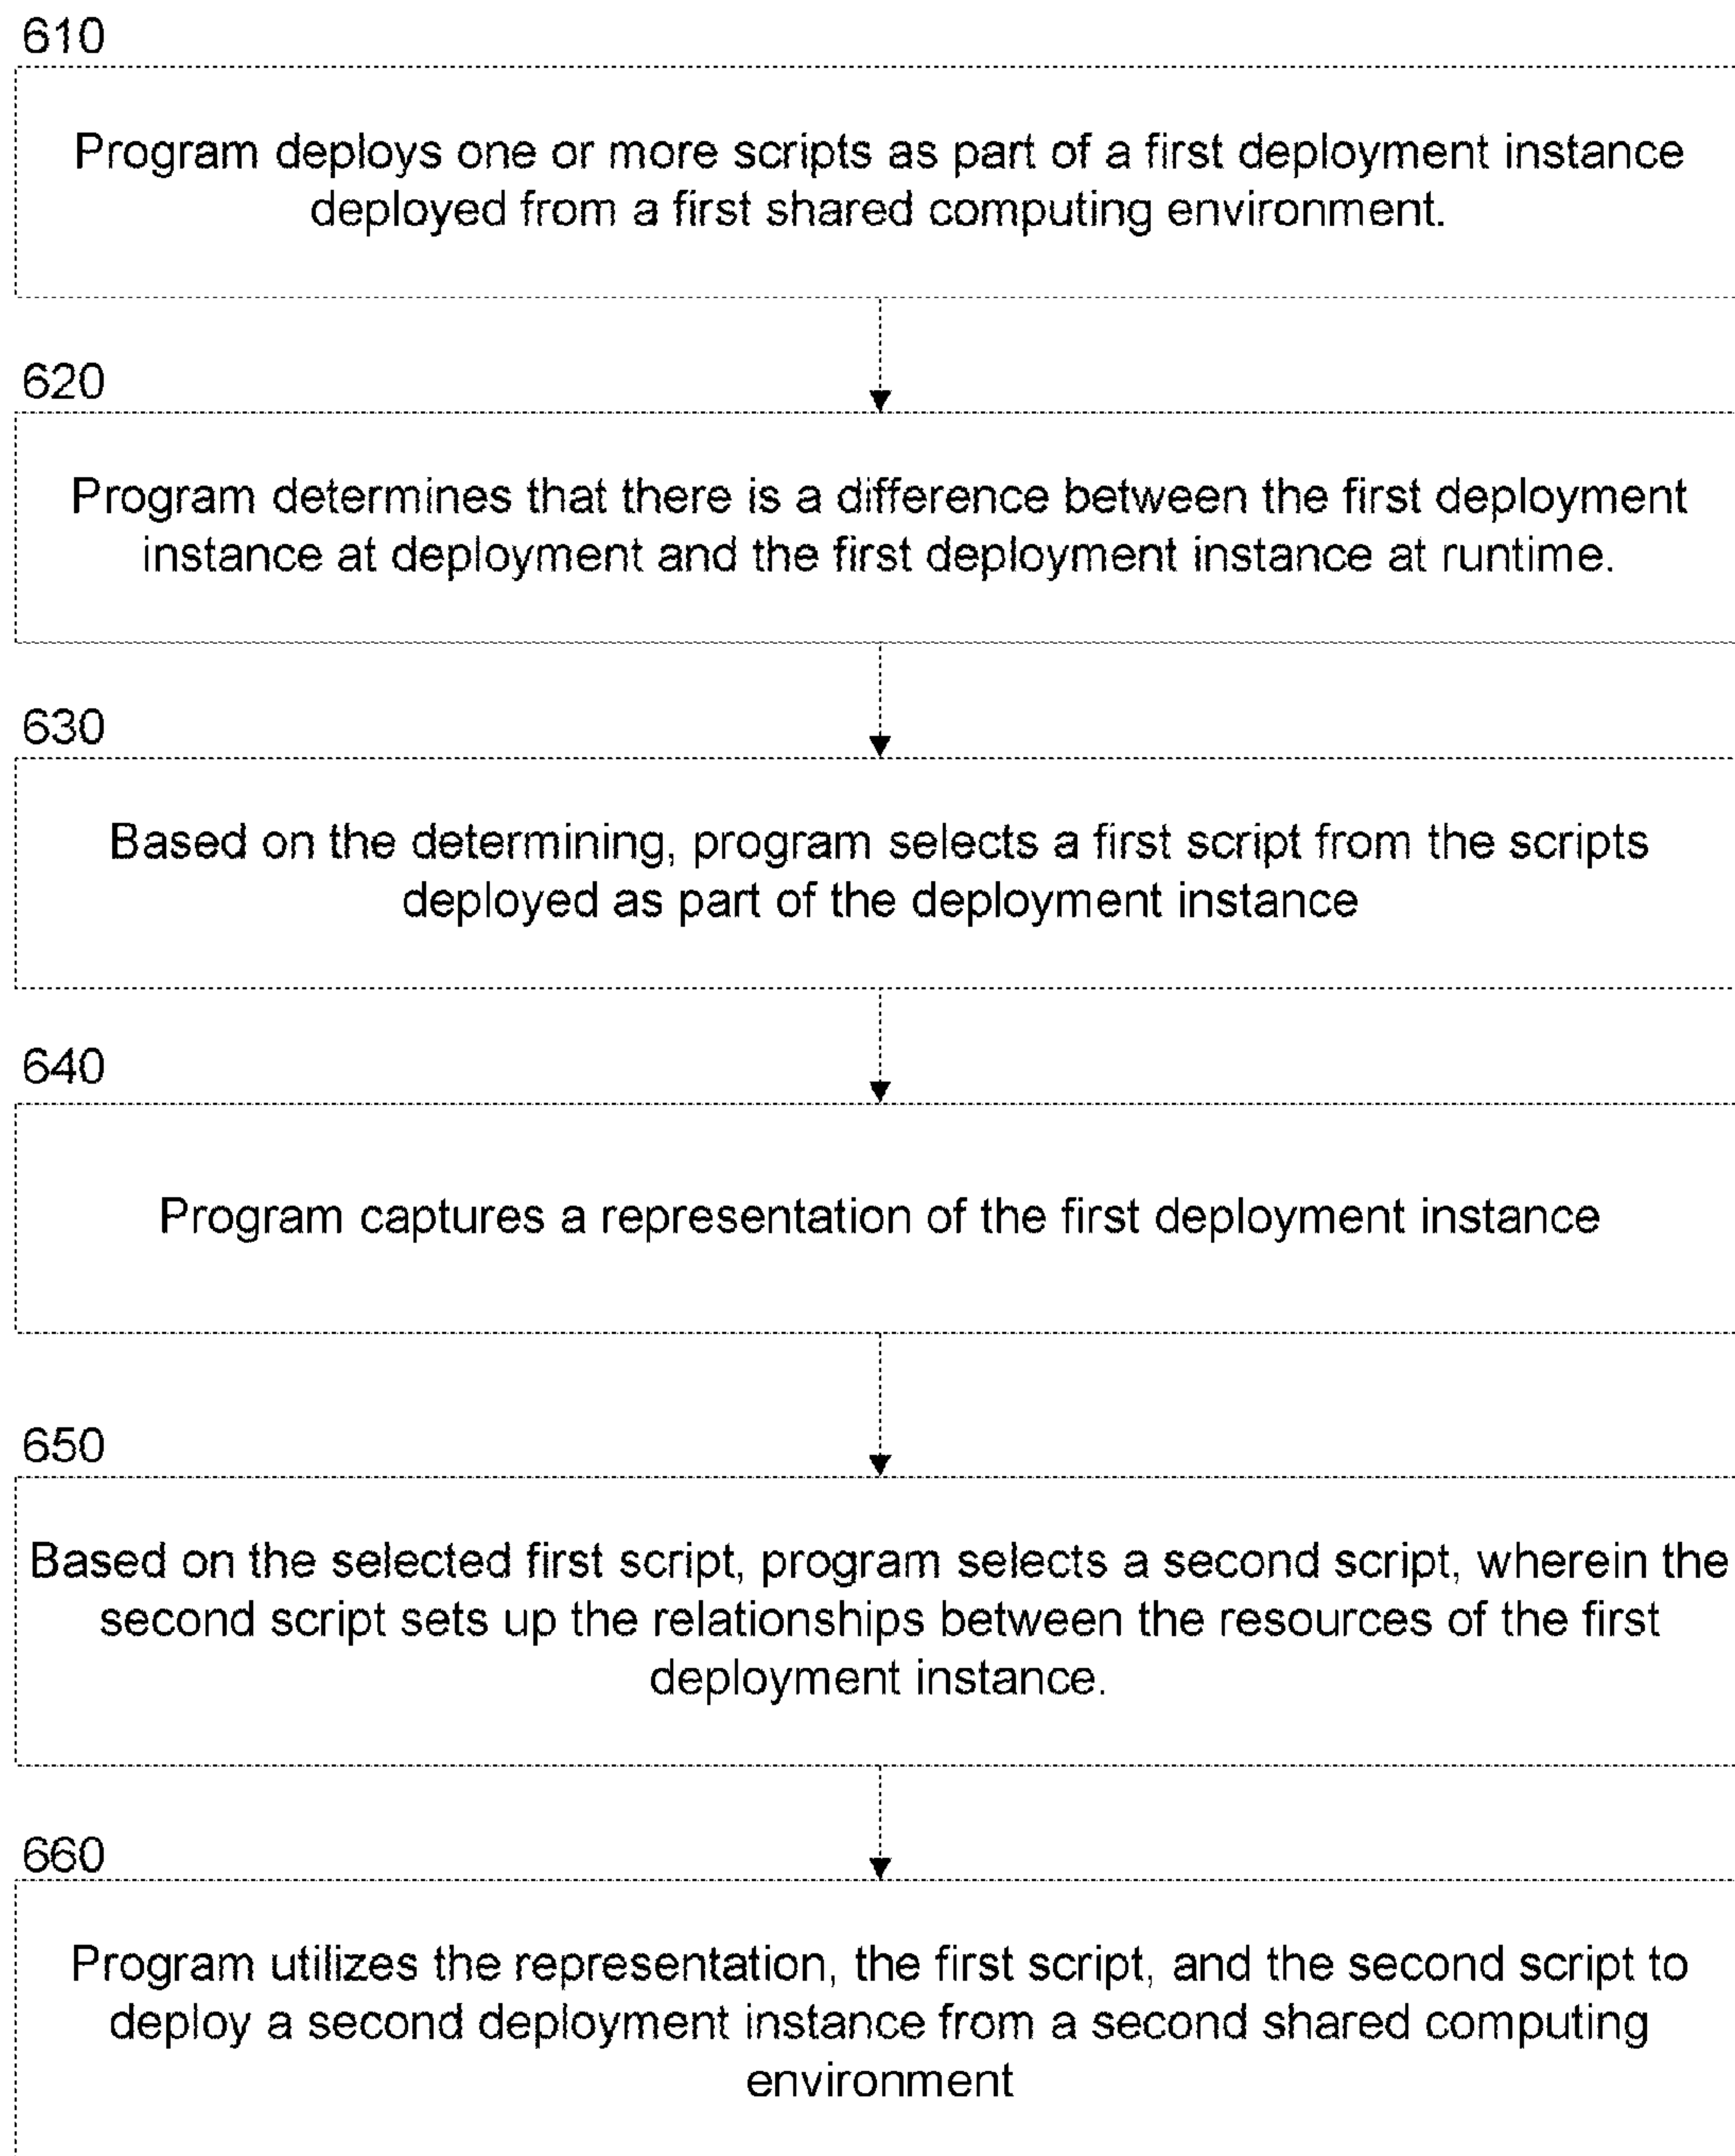 610
Program deploys one or more scripts as part of a first deployment instance
deployed from a first shared computing environment.
620
Program determines that there is a difference between the first deployment
instance at deployment and the first deployment instance at runtime.
630
Based on the determining, program selects a first script from the scripts
deployed as part of the deployment instance
640
Program captures a representation of the first deployment instance
650
Based on the selected first script, program selects a second script, wherein the
second script sets up the relationships between the resources of the first
deployment instance.
660
Program utilizes the representation, the first script, and the second script to
deploy a second deployment instance from a second shared computing
environment